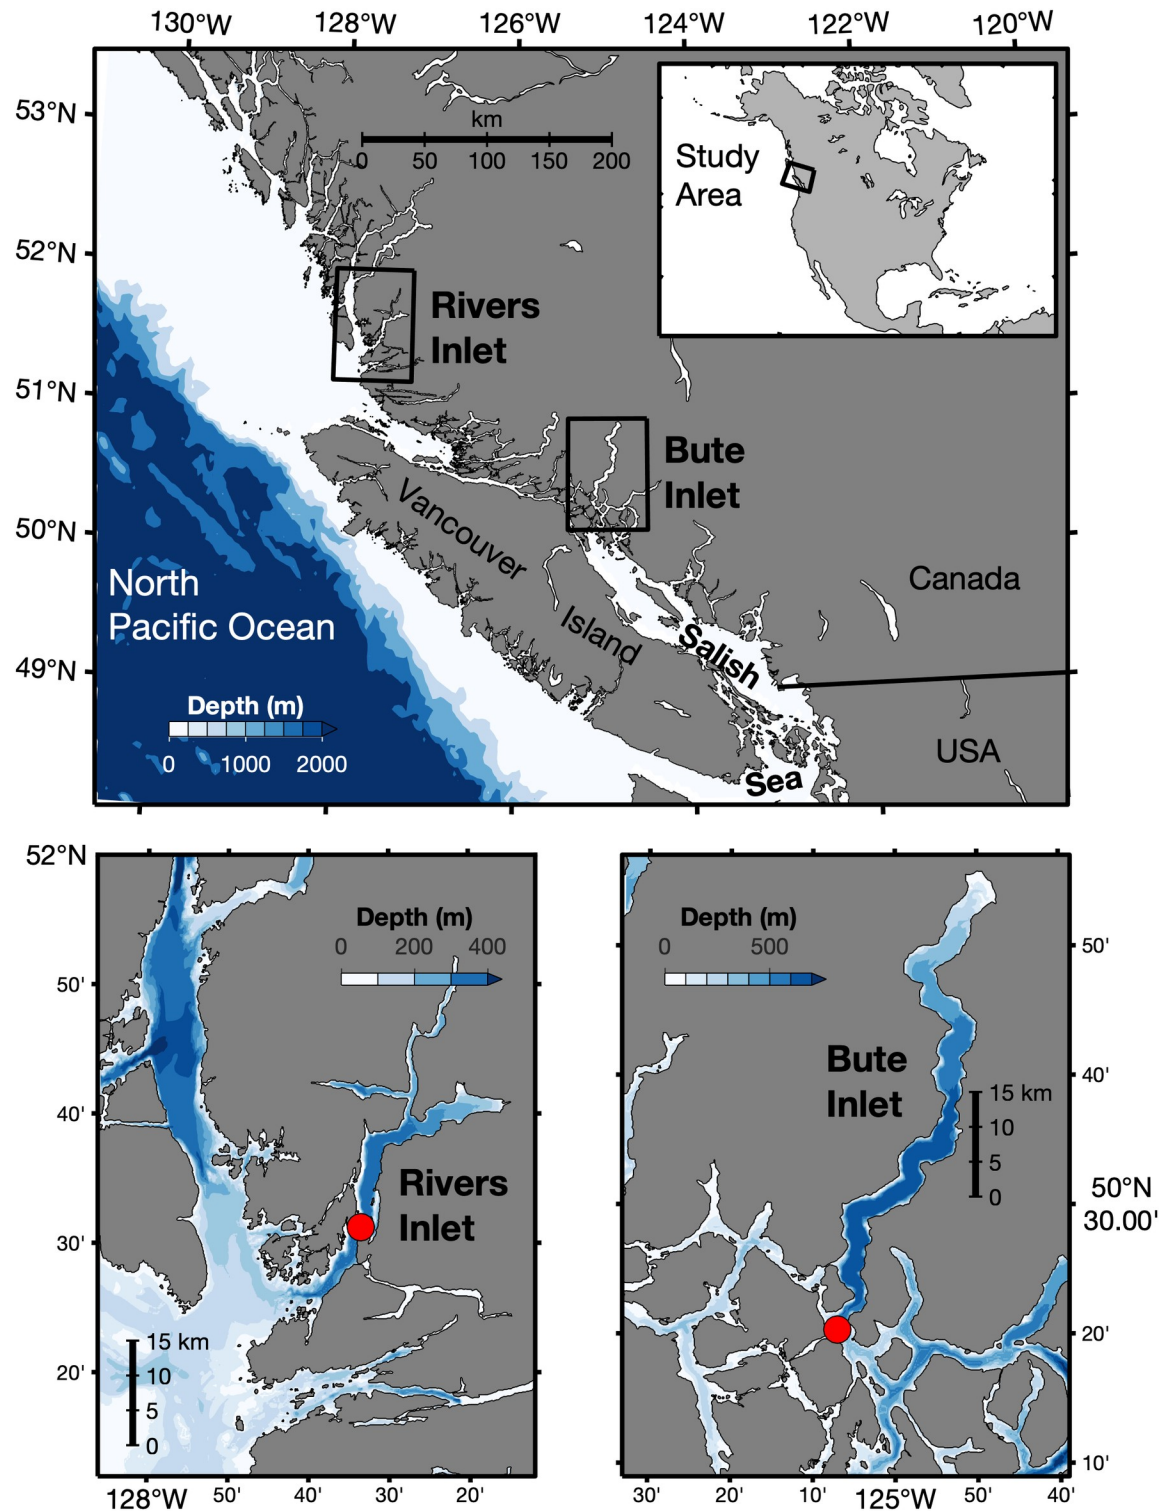 130°W 128°W 126°W 124°W 122°W 120°W
53°N
52°N
51°N
50°N
49°N
km
0 50 100 150 200
Study
Area
Rivers
Inlet
Bute
Inlet
Vancouver
Island
North
Pacific Ocean
Canada
Salish
Sea
USA
Depth (m)
0 1000 2000
52°N
50'
40'
30'
20'
Depth (m)
0 200 400
Rivers
Inlet
15 km
10
5
0
128°W 50' 40' 30' 20'
Depth (m)
0 500
Bute
Inlet
15 km
10
5
0
50'
40'
50°N
30.00'
20'
10'
30' 20' 10' 125°W 50' 40'